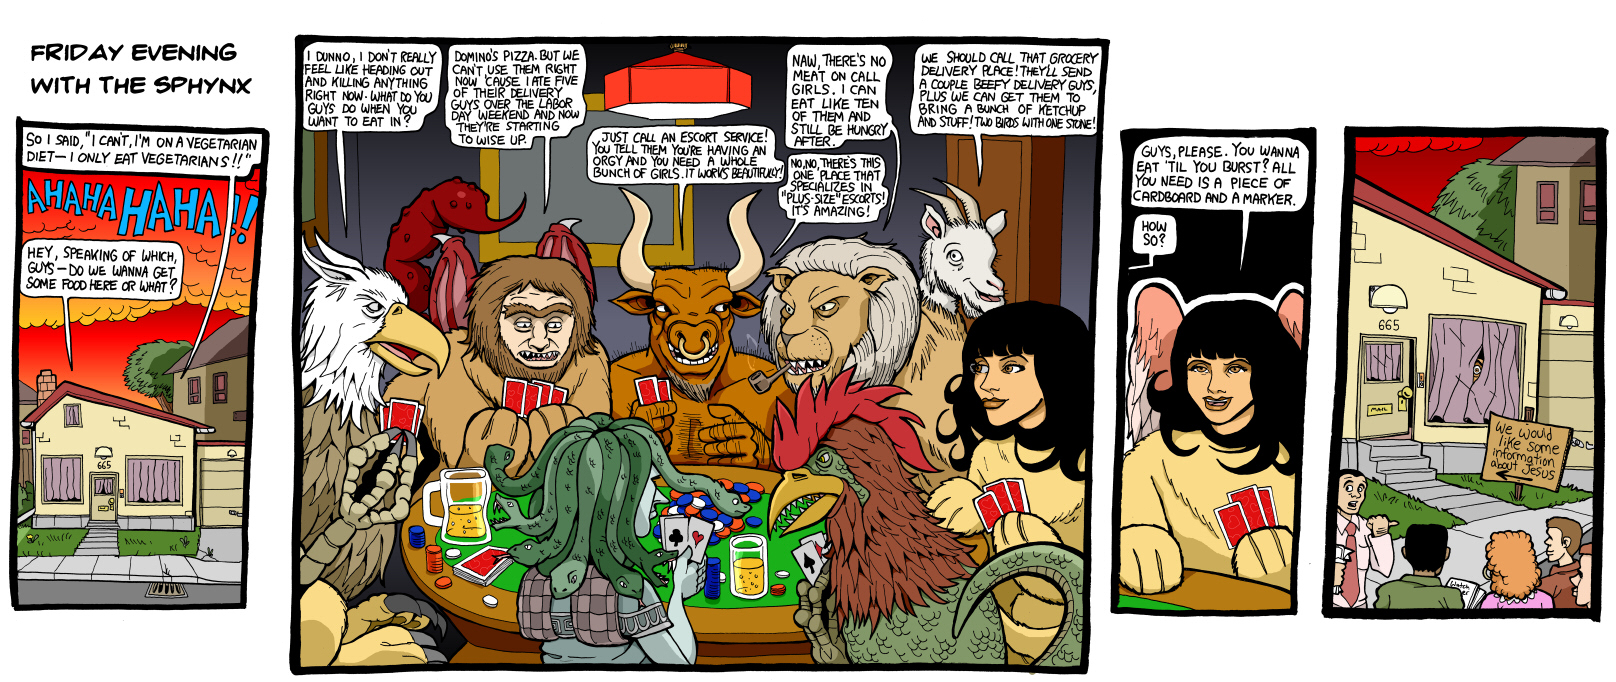 FRIDAY EVENING
WITH THE SPHYNX
SO I SAID, "I CAN'T, I'M ON A VEGETARIAN
DIET— I ONLY EAT VEGETARIANS!!"
AHAHAHAHA!!
HEY, SPEAKING OF WHICH,
GUYS—DO WE WANNA GET
SOME FOOD HERE OR WHAT?
665
I DUNNO, I DON'T REALLY
FEEL LIKE HEADING OUT
AND KILLING ANYTHING
RIGHT NOW. WHAT DO YOU
GUYS DO WHEN YOU
WANT TO EAT IN?
DOMINO'S PIZZA. BUT WE
CAN'T USE THEM RIGHT
NOW 'CAUSE I ATE FIVE
OF THEIR DELIVERY
GUYS OVER THE LABOR
DAY WEEKEND AND NOW
THEY'RE STARTING
TO WISE UP.
JUST CALL AN ESCORT SERVICE!
YOU TELL THEM YOU'RE HAVING AN
ORGY AND YOU NEED A WHOLE
BUNCH OF GIRLS. IT WORKS BEAUTIFULLY!
NAW, THERE'S NO
MEAT ON CALL
GIRLS. I CAN
EAT LIKE TEN
OF THEM AND
STILL BE HUNGRY
AFTER.
NO, NO, THERE'S THIS
ONE PLACE THAT
SPECIALIZES IN
"PLUS-SIZE" ESCORTS!
IT'S AMAZING!
WE SHOULD CALL THAT GROCERY
DELIVERY PLACE! THEY'LL SEND
A COUPLE BEEFY DELIVERY GUYS,
PLUS WE CAN GET THEM TO
BRING A BUNCH OF KETCHUP
AND STUFF! TWO BIRDS WITH ONE STONE!
GUYS, PLEASE. YOU WANNA
EAT 'TIL YOU BURST? ALL
YOU NEED IS A PIECE OF
CARDBOARD AND A MARKER.
HOW
SO?
665
MAIL
We would
like some
information
about Jesus